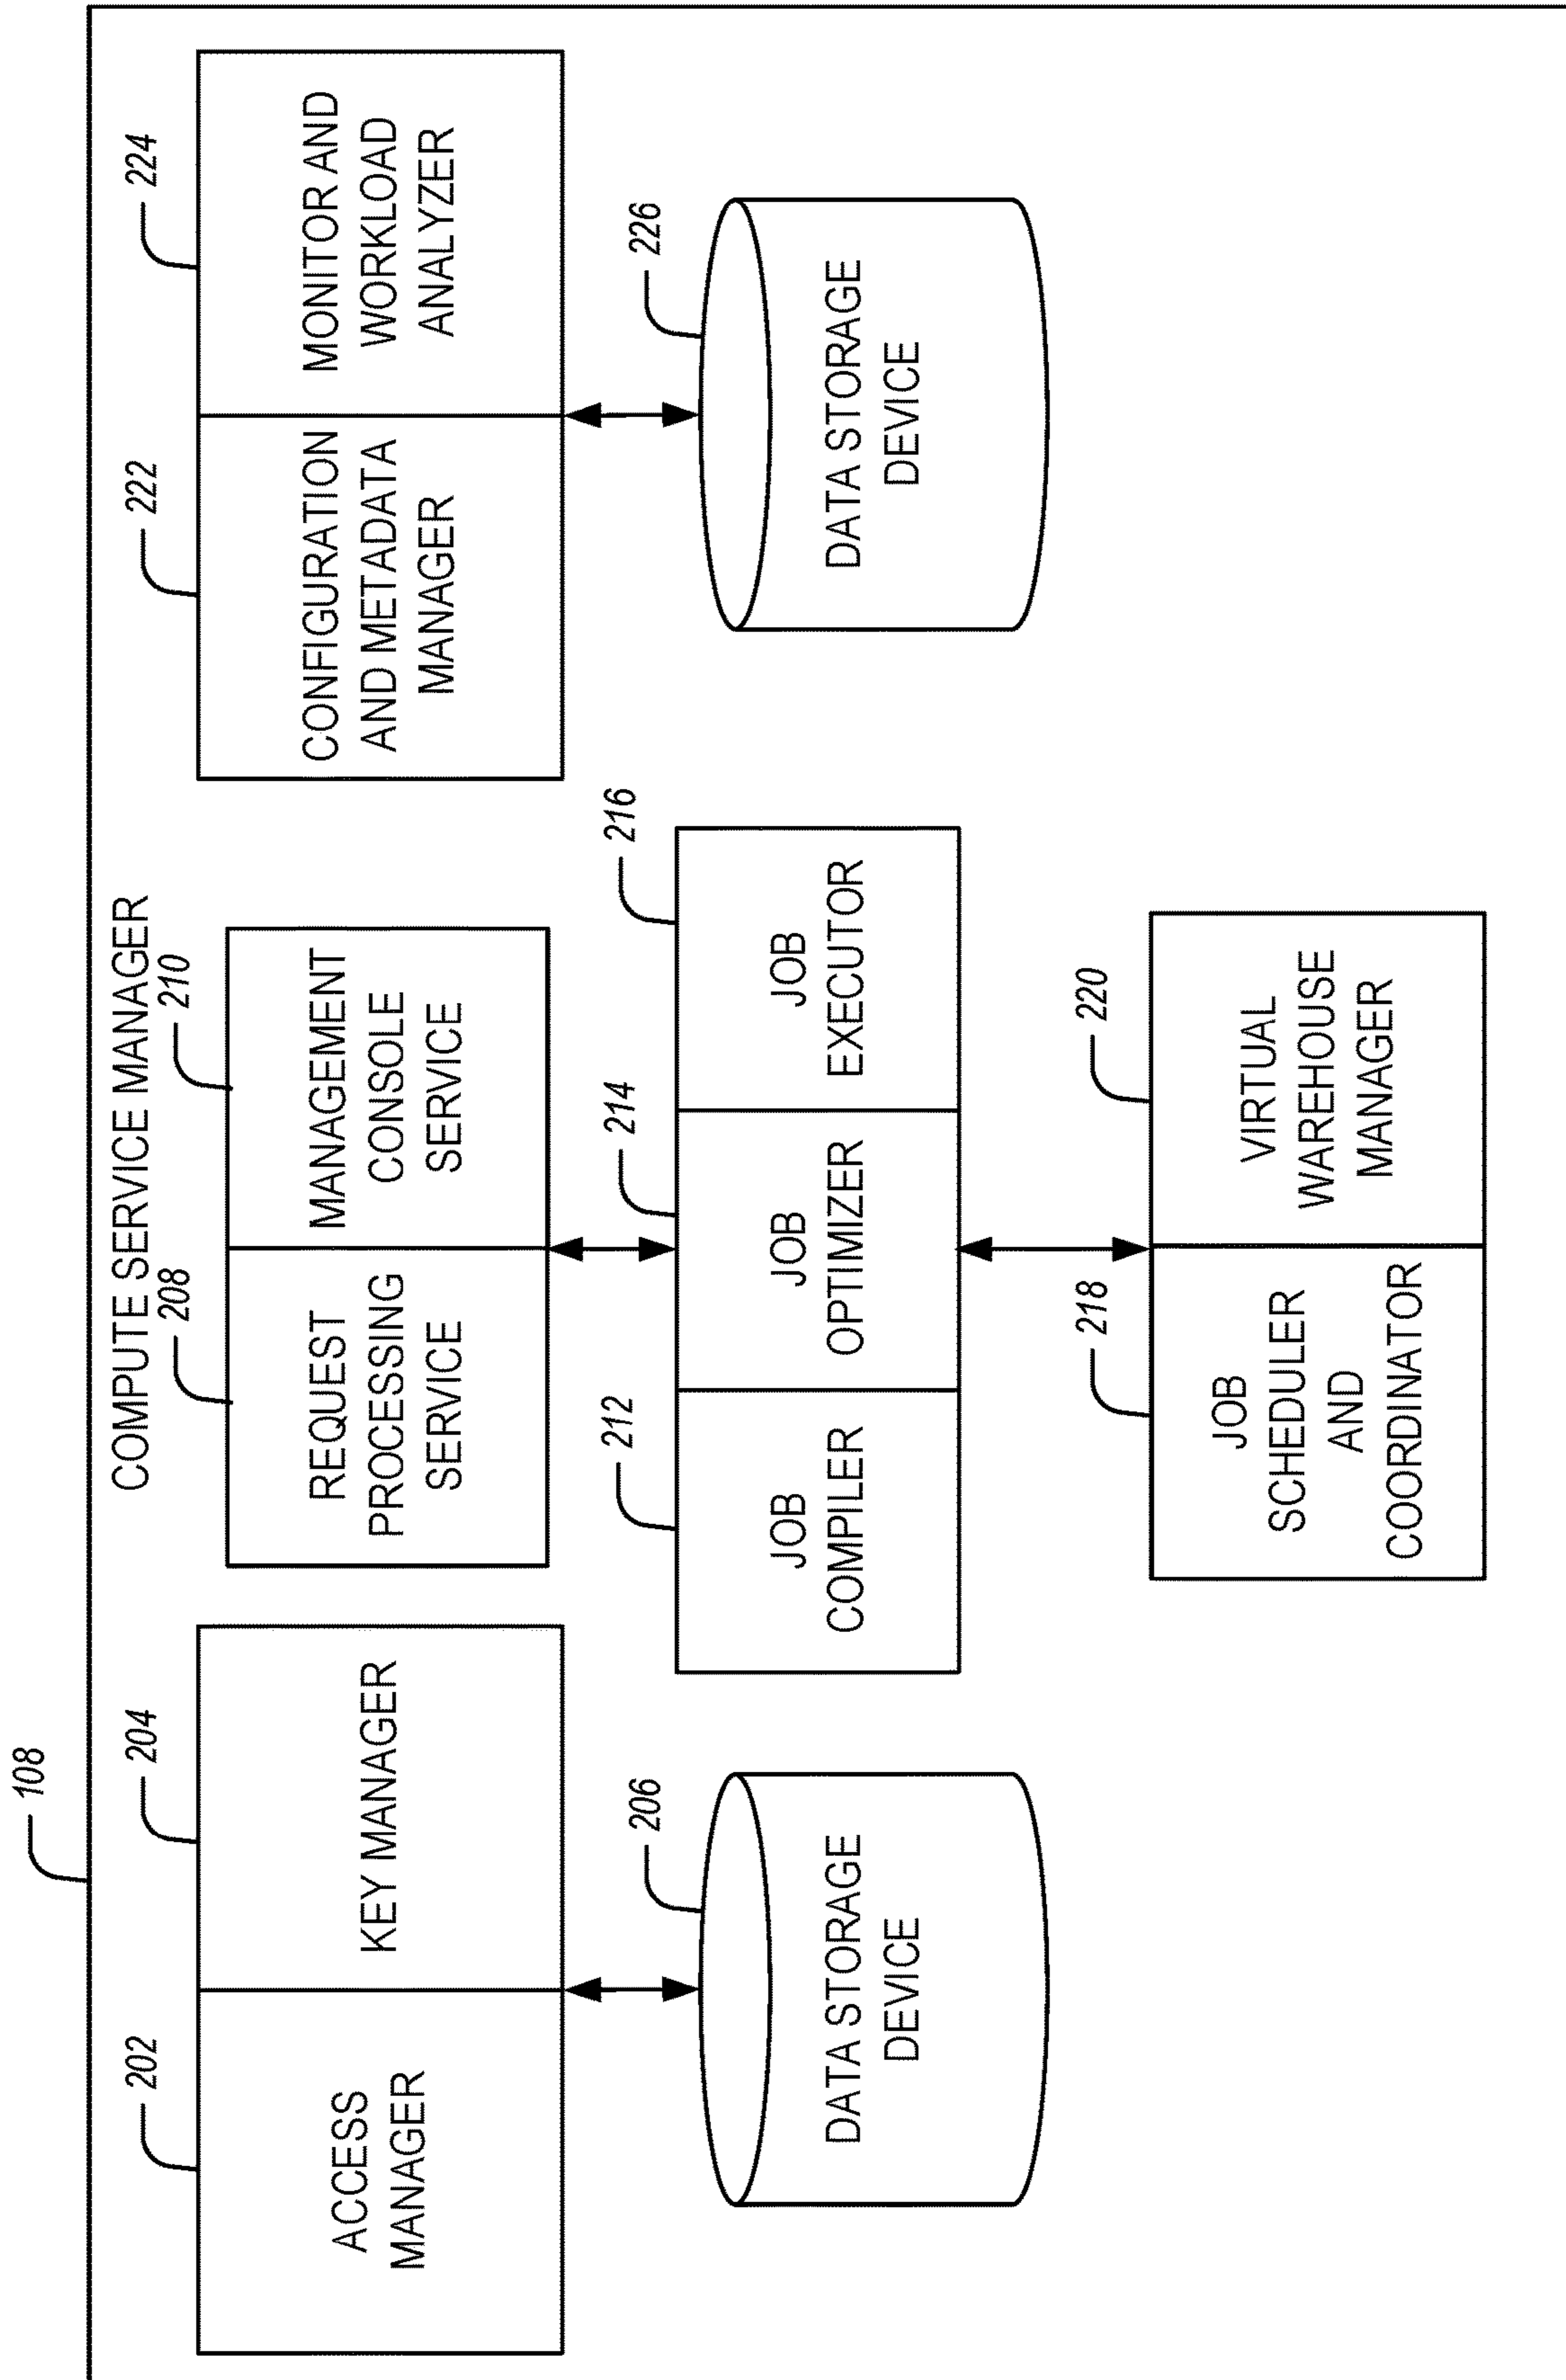 108
COMPUTE SERVICE MANAGER
202
ACCESS
MANAGER
204
KEY MANAGER
206
DATA STORAGE
DEVICE
208
REQUEST
PROCESSING
SERVICE
210
MANAGEMENT
CONSOLE
SERVICE
212
JOB
COMPILER
214
JOB
OPTIMIZER
216
JOB
EXECUTOR
218
JOB
SCHEDULER
AND
COORDINATOR
220
VIRTUAL
WAREHOUSE
MANAGER
222
CONFIGURATION
AND METADATA
MANAGER
224
MONITOR AND
WORKLOAD
ANALYZER
226
DATA STORAGE
DEVICE